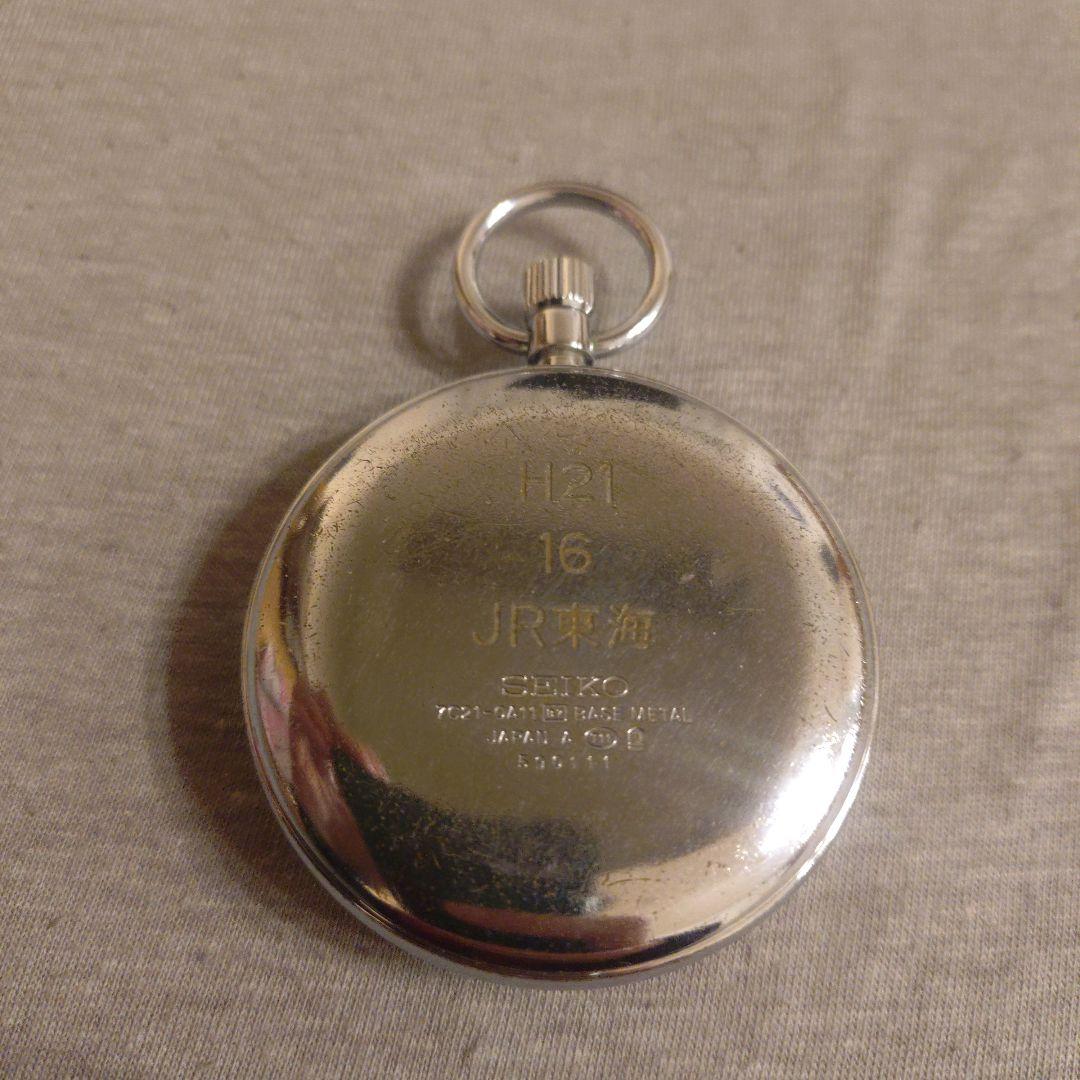 H21
16
JR東海
SEIKO
7C21-0A11 BASE METAL
JAPAN A